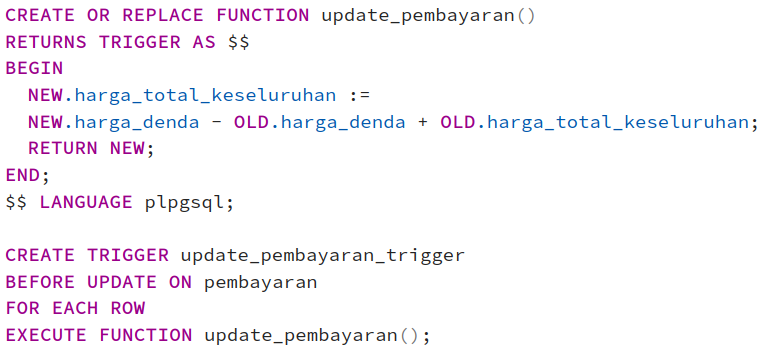 CREATE OR REPLACE FUNCTION update_pembayaran()
RETURNS TRIGGER AS $$
BEGIN
  NEW.harga_total_keseluruhan :=
  NEW.harga_denda - OLD.harga_denda + OLD.harga_total_keseluruhan;
  RETURN NEW;
END;
$$ LANGUAGE plpgsql;

CREATE TRIGGER update_pembayaran_trigger
BEFORE UPDATE ON pembayaran
FOR EACH ROW
EXECUTE FUNCTION update_pembayaran();